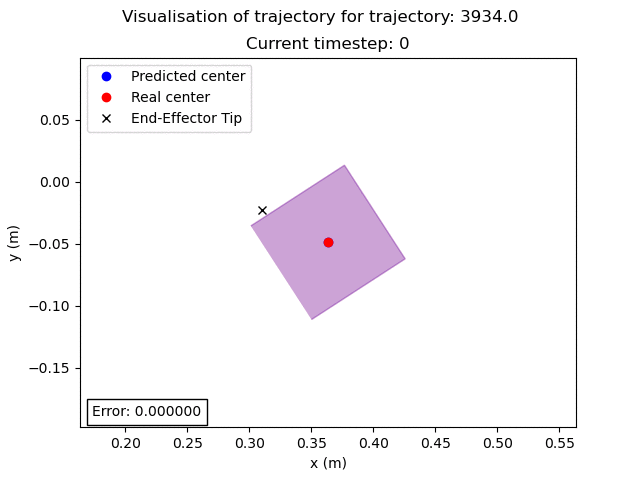 Visualisation of trajectory for trajectory: 3934.0
Current timestep: 0
Predicted center
Real center
End-Effector Tip
0.05
0.00
−0.05
−0.10
−0.15
y (m)
Error: 0.000000
0.20 0.25 0.30 0.35 0.40 0.45 0.50 0.55
x (m)